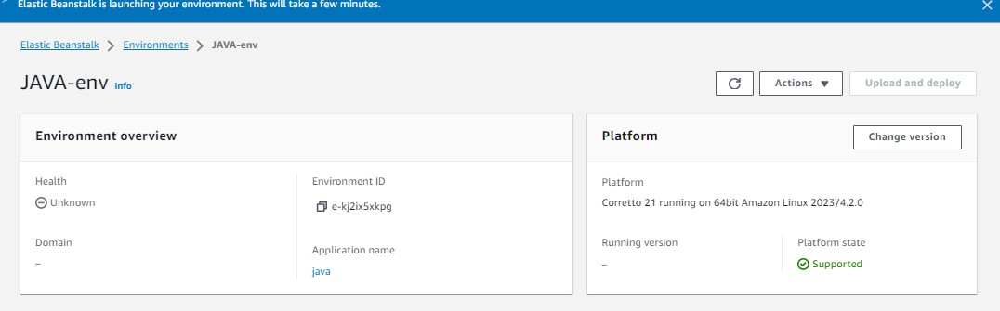 Elastic Beanstalk is launching your environment. This will take a few minutes.
Elastic Beanstalk > Environments > JAVA-env
JAVA-env Info
Actions
Upload and deploy
Environment overview
Health
Unknown
Environment ID
e-kj2ix5xkpg
Domain
–
Application name
java
Platform
Change version
Platform
Corretto 21 running on 64bit Amazon Linux 2023/4.2.0
Running version
–
Platform state
Supported